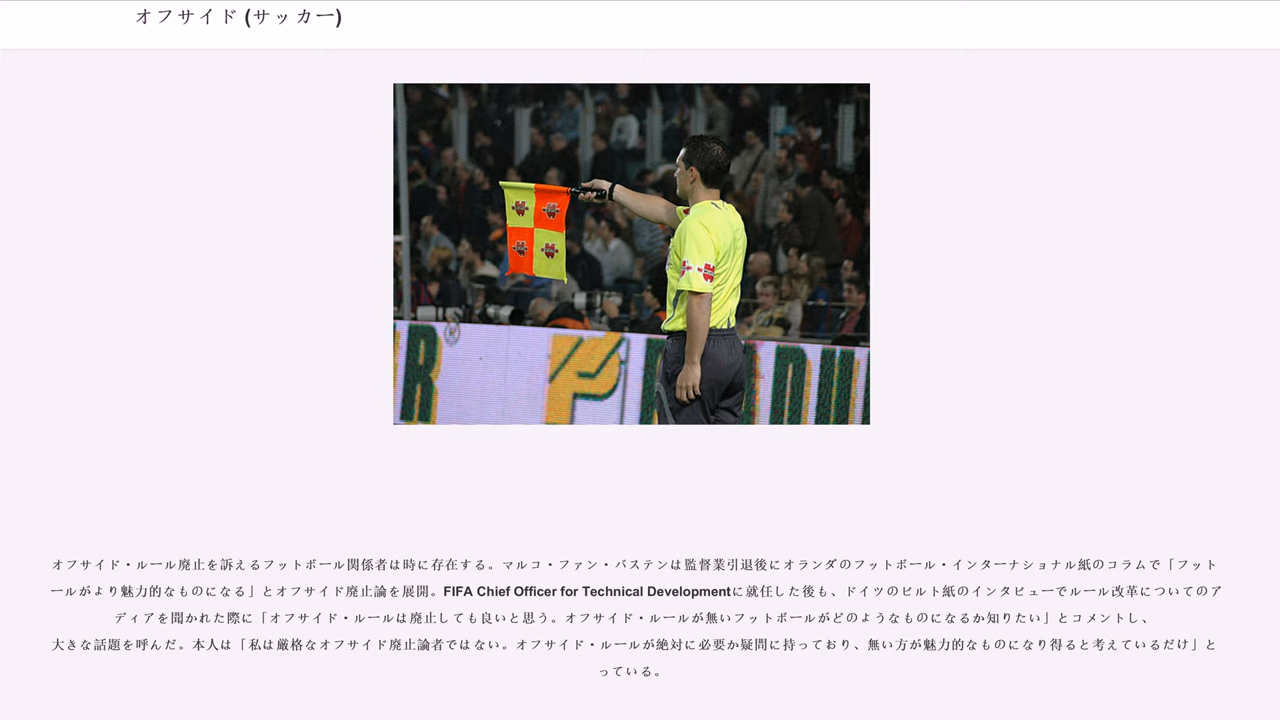 オフサイド (サッカー)
オフサイド・ルール廃止を訴えるフットボール関係者は時に存在する。マルコ・ファン・バステンは監督業引退後にオランダのフットボール・インターナショナル紙のコラムで「フット
ールがより魅力的なものになる」とオフサイド廃止論を展開。FIFA Chief Officer for Technical Developmentに就任した後も、ドイツのビルト紙のインタビューでルール改革についてのア
ディアを聞かれた際に「オフサイド・ルールは廃止しても良いと思う。オフサイド・ルールが無いフットボールがどのようなものになるか知りたい」とコメントし、
大きな話題を呼んだ。本人は「私は厳格なオフサイド廃止論者ではない。オフサイド・ルールが絶対に必要か疑問に持っており、無い方が魅力的なものになり得ると考えているだけ」と
っている。